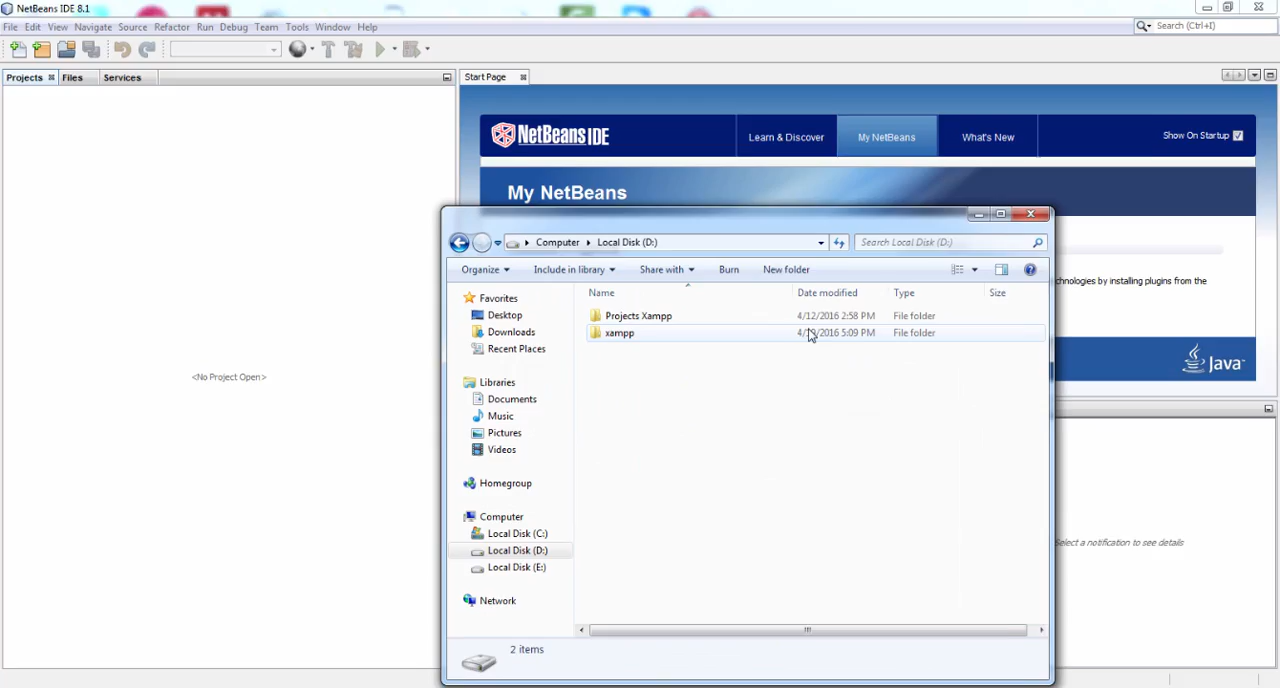 NetBeans IDE 8.1
File Edit View Navigate Source Refactor Run Debug Team Tools Window Help
Search (Ctrl+I)
Projects Files Services
Start Page
NetBeans IDE
Learn & Discover
My NetBeans
What's New
Show On Startup
My NetBeans
<No Project Open>
Computer Local Disk (D:)
Search Local Disk (D:)
Organize Include in library Share with Burn New folder
Name Date modified Type Size
Projects Xampp 4/12/2016 2:58 PM File folder
xampp 2016 5:09 PM File folder
Favorites
Desktop
Downloads
Recent Places
Libraries
Documents
Music
Pictures
Videos
Homegroup
Computer
Local Disk (C:)
Local Disk (D:)
Local Disk (E:)
Network
2 items
chnologies by installing plugins from the
Java
Select a notification to see details